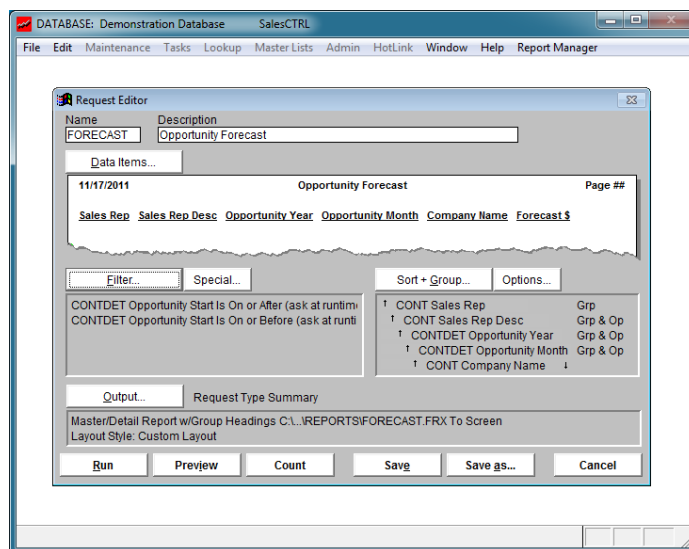 DATABASE: Demonstration Database SalesCTRL
File Edit Maintenance Tasks Lookup Master Lists Admin HotLink Window Help Report Manager
Request Editor
Name Description
FORECAST Opportunity Forecast
Data Items...
11/17/2011 Opportunity Forecast Page ##
Sales Rep Sales Rep Desc Opportunity Year Opportunity Month Company Name Forecast $
Filter... Special... Sort + Group... Options...
CONTDET Opportunity Start Is On or After (ask at runtime
CONTDET Opportunity Start Is On or Before (ask at runti
↑ CONT Sales Rep Grp
↑ CONT Sales Rep Desc Grp & Op
↑ CONTDET Opportunity Year Grp & Op
↑ CONTDET Opportunity Month Grp & Op
↑ CONT Company Name ↓
Output... Request Type Summary
Master/Detail Report w/Group Headings C:\...\REPORTS\FORECAST.FRX To Screen
Layout Style: Custom Layout
Run Preview Count Save Save as... Cancel